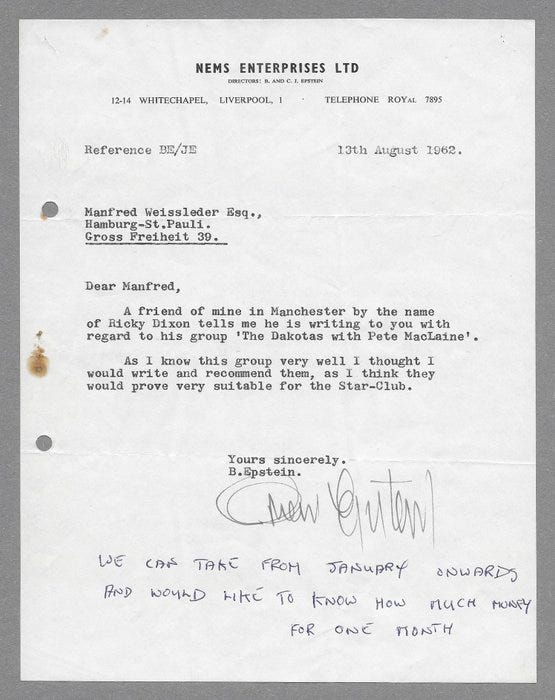 NEMS ENTERPRISES LTD
DIRECTORS: B. AND C. J. EPSTEIN
12-14 WHITECHAPEL, LIVERPOOL, 1 · TELEPHONE ROYAL 7895
Reference BE/JE 13th August 1962.
Manfred Weissleder Esq.,
Hamburg-St.Pauli.
Gross Freiheit 39.
Dear Manfred,
A friend of mine in Manchester by the name
of Ricky Dixon tells me he is writing to you with
regard to his group 'The Dakotas with Pete MacLaine'.
As I know this group very well I thought I
would write and recommend them, as I think they
would prove very suitable for the Star-Club.
Yours sincerely.
B.Epstein.
Brian Epstein
WE CAN TAKE FROM JANUARY ONWARDS
AND WOULD LIKE TO KNOW HOW MUCH MONEY
FOR ONE MONTH